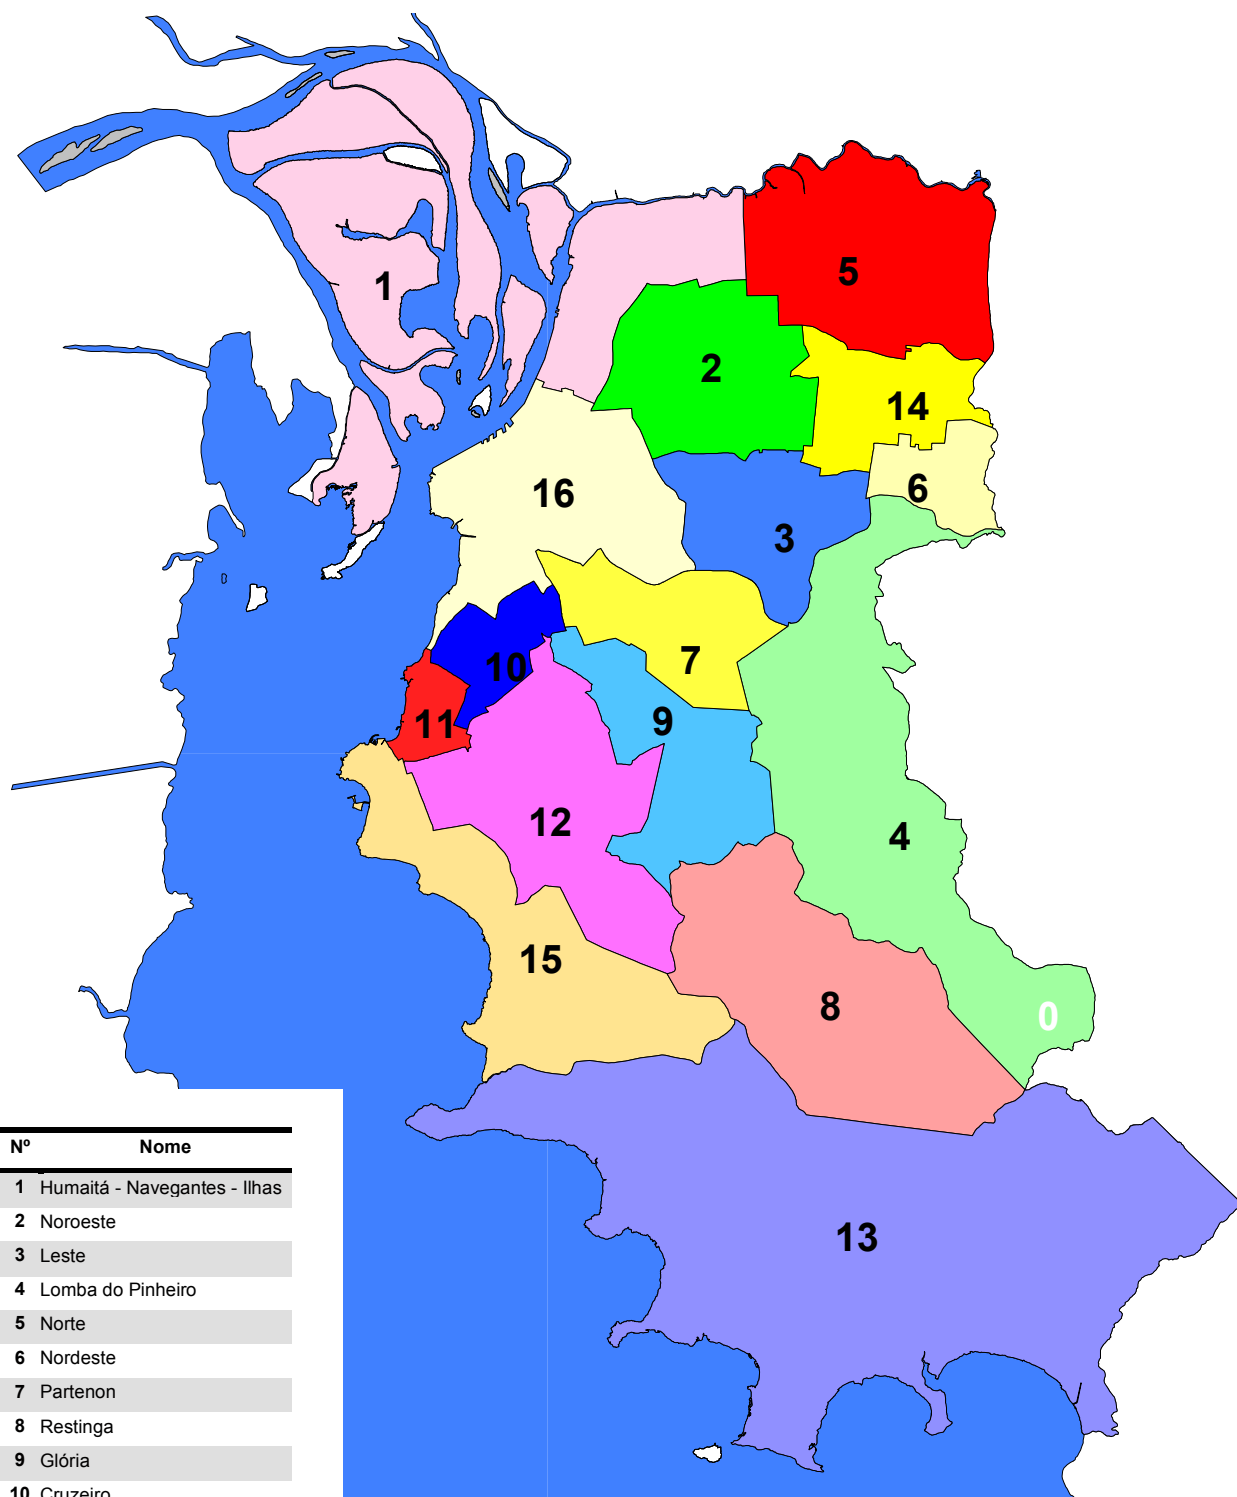 5
1
2
14
6
16
3
7
10
9
11
12
4
15
8
0
13
Nº Nome
1 Humaitá - Navegantes - Ilhas
2 Noroeste
3 Leste
4 Lomba do Pinheiro
5 Norte
6 Nordeste
7 Partenon
8 Restinga
9 Glória
10 Cruzeiro